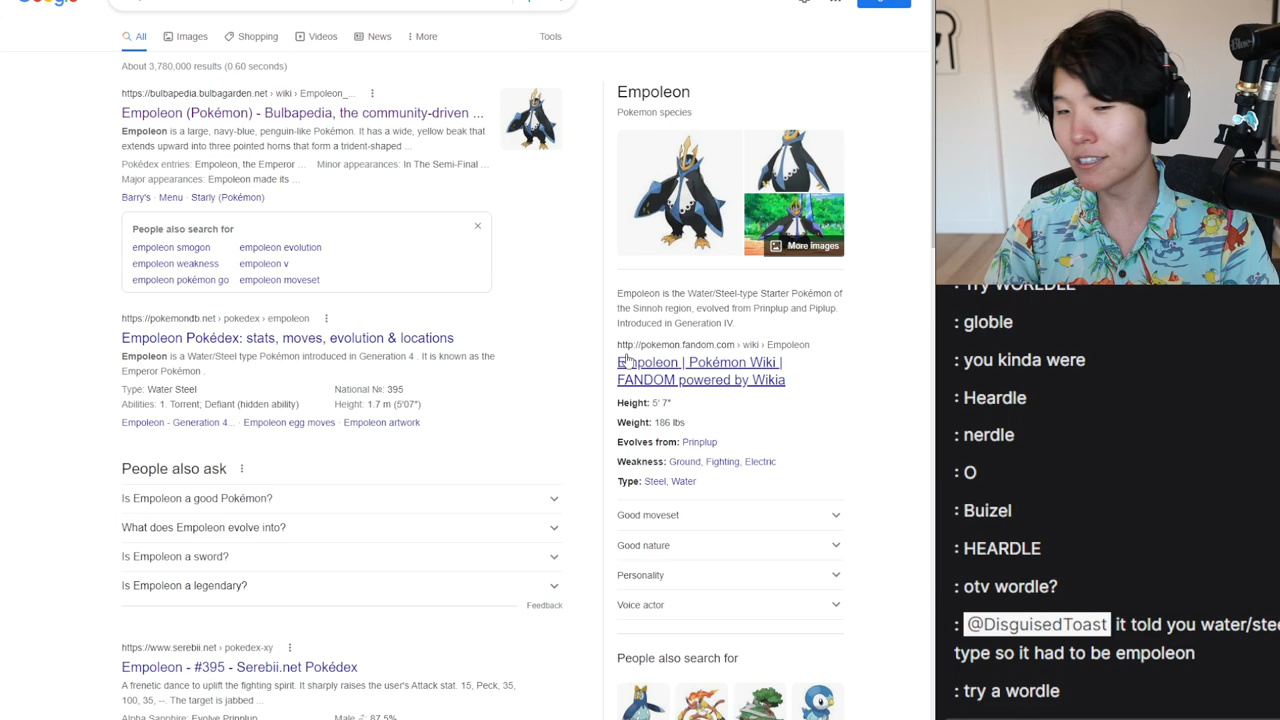 All
Images
Shopping
Videos
News
More
Tools
About 3,780,000 results (0.60 seconds)
https://bulbapedia.bulbagarden.net › wiki › Empoleon_...
Empoleon (Pokémon) - Bulbapedia, the community-driven ...
Empoleon is a large, navy-blue, penguin-like Pokémon. It has a wide, yellow beak that
extends upward into three pointed horns that form a trident-shaped ...
Pokédex entries: Empoleon, the Emperor ... Minor appearances: In The Semi-Final ...
Major appearances: Empoleon made its ...
Barry's · Menu · Starly (Pokémon)
People also search for
empoleon smogon
empoleon evolution
empoleon weakness
empoleon v
empoleon pokémon go
empoleon moveset
https://pokemondb.net › pokedex › empoleon
Empoleon Pokédex: stats, moves, evolution & locations
Empoleon is a Water/Steel type Pokémon introduced in Generation 4 . It is known as the
Emperor Pokémon .
Type: Water Steel
National №: 395
Abilities: 1. Torrent; Defiant (hidden ability)
Height: 1.7 m (5′07″)
Empoleon - Generation 4... · Empoleon egg moves · Empoleon artwork
People also ask
Is Empoleon a good Pokémon?
What does Empoleon evolve into?
Is Empoleon a sword?
Is Empoleon a legendary?
Feedback
https://www.serebii.net › pokedex-xy
Empoleon - #395 - Serebii.net Pokédex
A frenetic dance to uplift the fighting spirit. It sharply raises the user's Attack stat. 15, Peck, 35,
100, 35, --. The target is jabbed ...
Alpha Sapphire: Evolve Prinplup
Male ♂: 87.5%
Empoleon
Pokemon species
More images
Empoleon is the Water/Steel-type Starter Pokémon of
the Sinnoh region, evolved from Prinplup and Piplup.
Introduced in Generation IV.
http://pokemon.fandom.com › wiki › Empoleon
Empoleon | Pokémon Wiki |
FANDOM powered by Wikia
Height: 5′ 7″
Weight: 186 lbs
Evolves from: Prinplup
Weakness: Ground, Fighting, Electric
Type: Steel, Water
Good moveset
Good nature
Personality
Voice actor
People also search for
Blue
: Try WORLDLE
: globle
: you kinda were
: Heardle
: nerdle
: O
: Buizel
: HEARDLE
: otv wordle?
: @DisguisedToast it told you water/stee
type so it had to be empoleon
: try a wordle